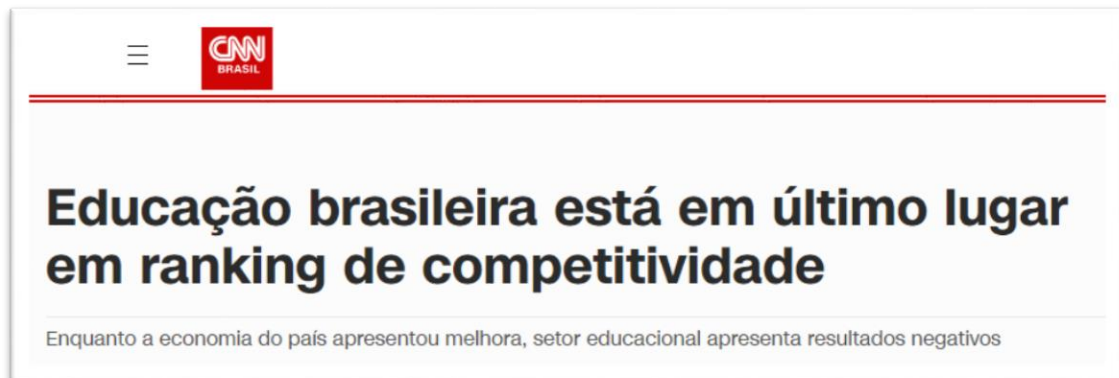 CNN
BRASIL
Educação brasileira está em último lugar
em ranking de competitividade
Enquanto a economia do país apresentou melhora, setor educacional apresenta resultados negativos